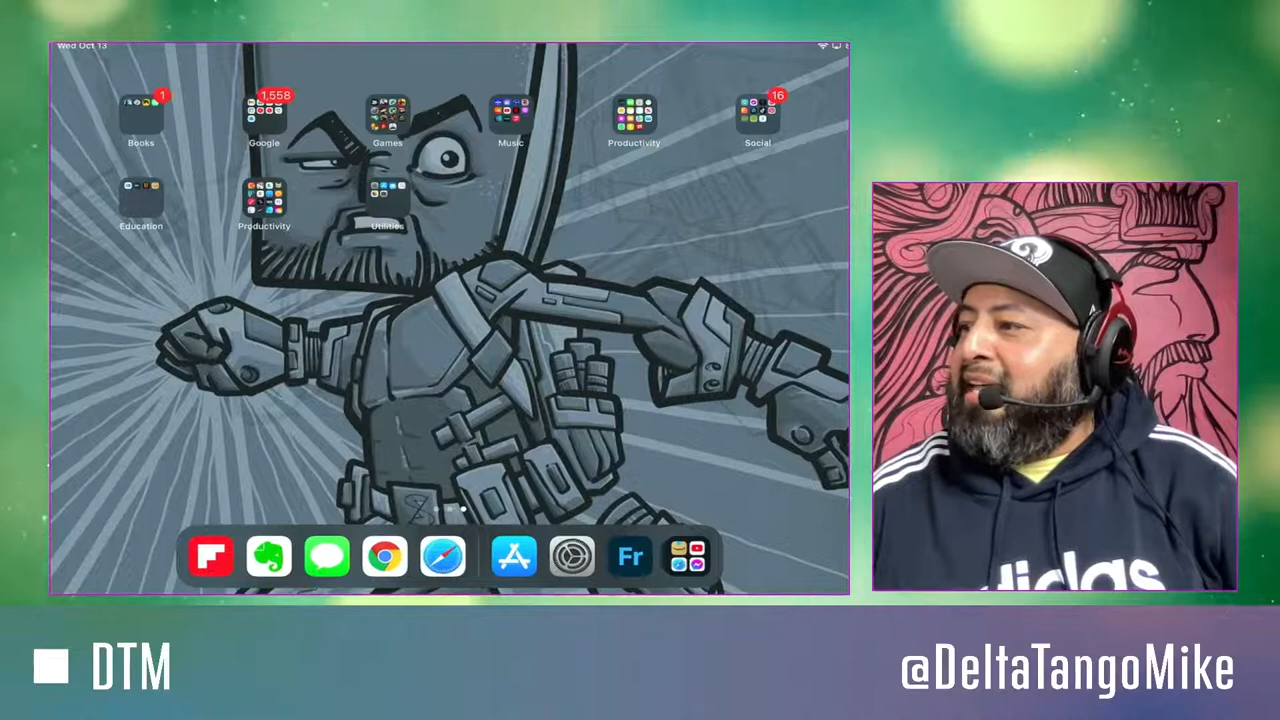 Wed Oct 13
1
1,558
16
Books
Google
Games
Music
Productivity
Social
Education
Productivity
Utilities
Fr
adidas
DTM
@DeltaTangoMike